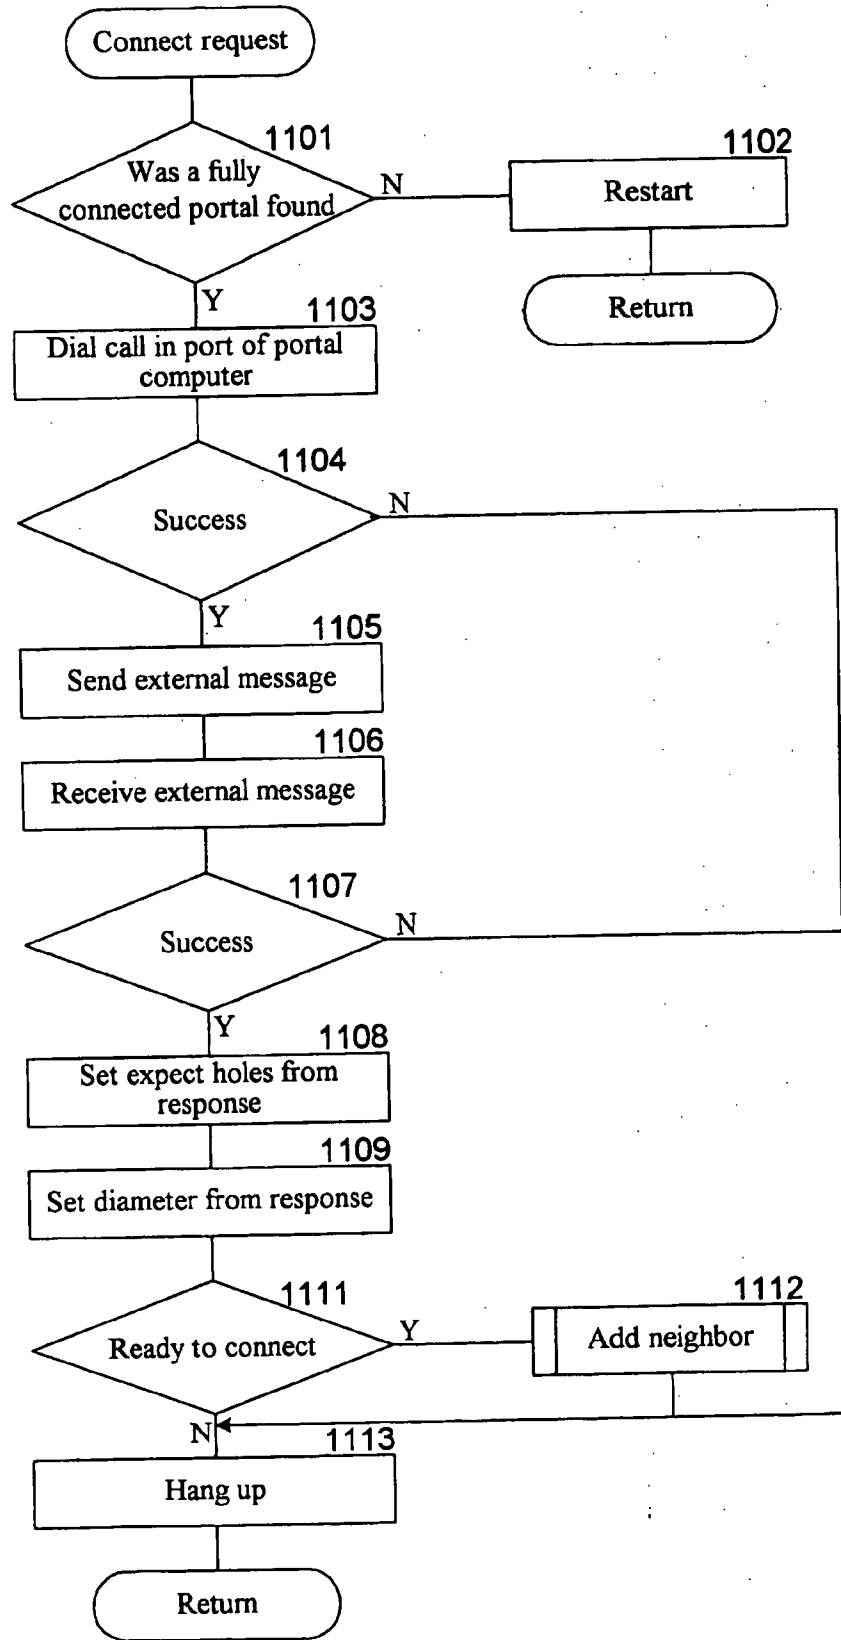 Connect request
1101
Was a fully
connected portal found
N
1102
Restart
Return
Y
1103
Dial call in port of portal
computer
1104
Success
N
Y
1105
Send external message
1106
Receive external message
1107
Success
N
Y
1108
Set expect holes from
response
1109
Set diameter from response
1111
Ready to connect
Y
1112
Add neighbor
N
1113
Hang up
Return